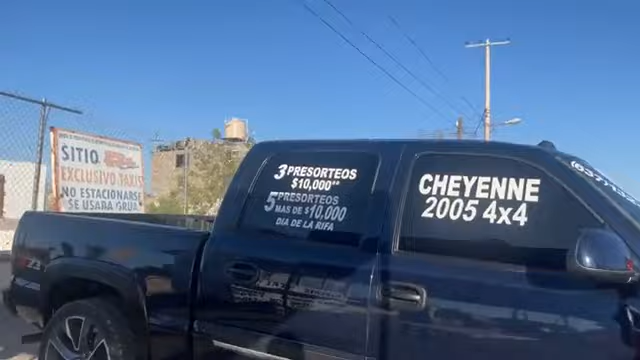 SITIO
EXCLUSIVO TAXIS
NO ESTACIONARSE
SE USARA GRUA
3 PRESORTEOS
$10,000**
5 PRESORTEOS
MAS DE $10,000
DIA DE LA RIFA
CHEYENNE
2005 4x4
Z71